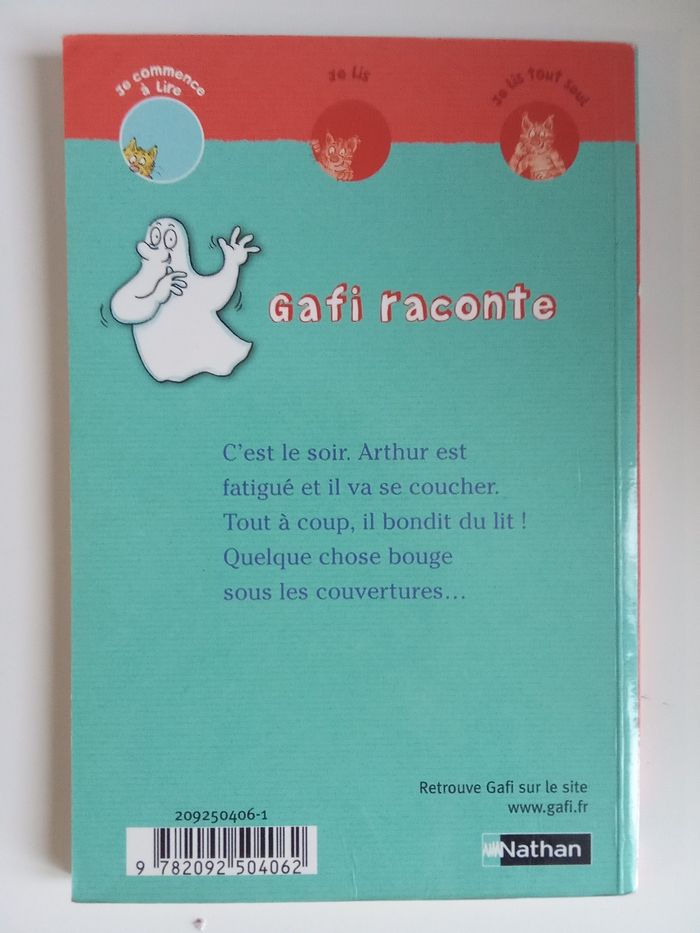 Je commence
à lire
Je lis
Je lis tout seul
Gafi raconte
C'est le soir. Arthur est
fatigué et il va se coucher.
Tout à coup, il bondit du lit !
Quelque chose bouge
sous les couvertures…
Retrouve Gafi sur le site
www.gafi.fr
209250406-1
9 782092 504062
Nathan